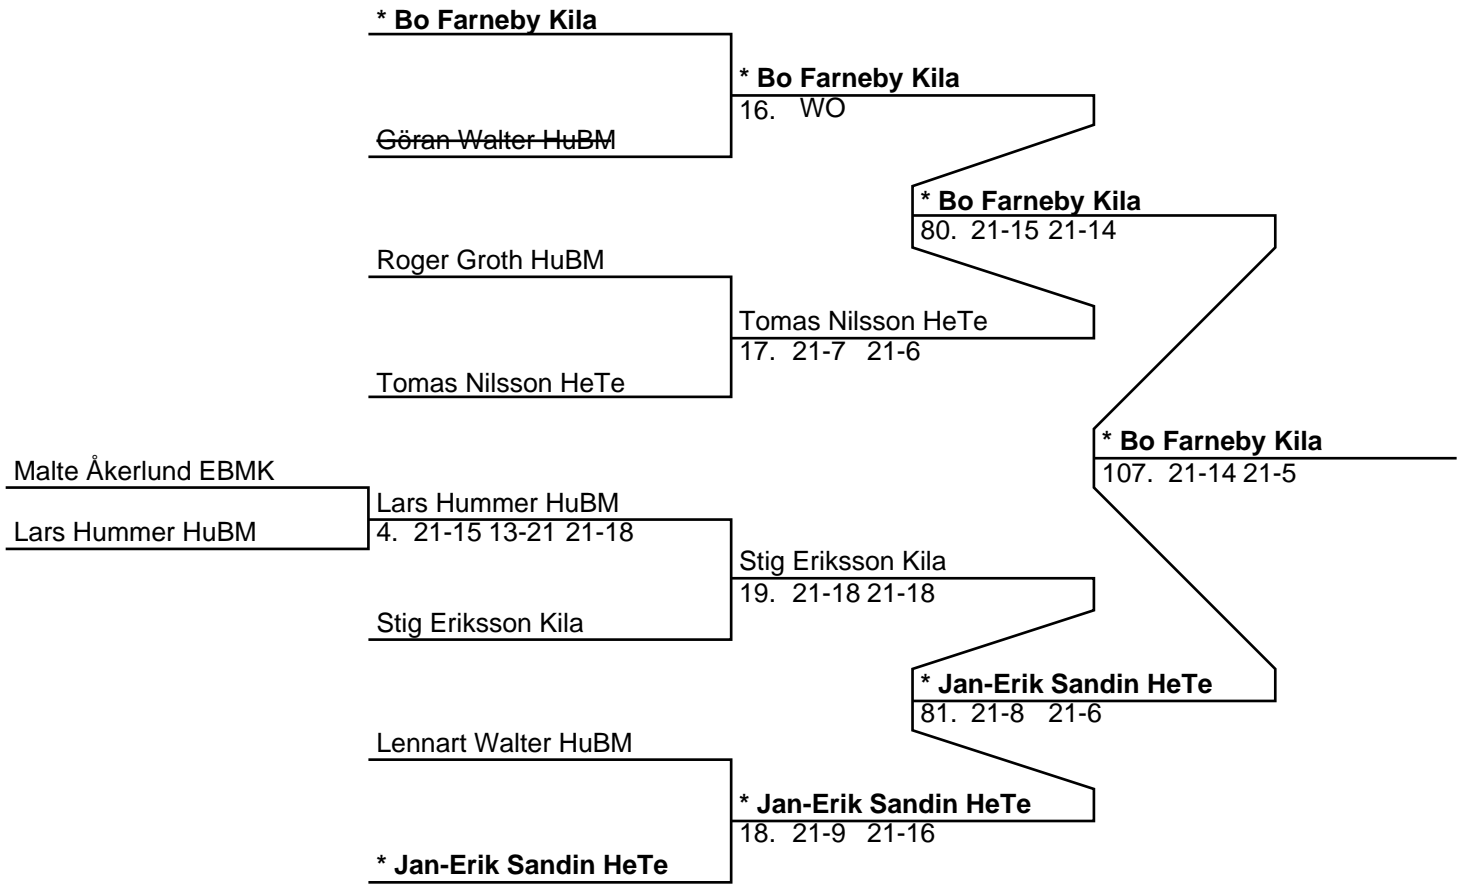 * Bo Farneby Kila
* Bo Farneby Kila
16. WO
Göran Walter HuBM
* Bo Farneby Kila
80. 21-15 21-14
Roger Groth HuBM
Tomas Nilsson HeTe
17. 21-7 21-6
Tomas Nilsson HeTe
* Bo Farneby Kila
107. 21-14 21-5
Malte Åkerlund EBMK
Lars Hummer HuBM
4. 21-15 13-21 21-18
Lars Hummer HuBM
Stig Eriksson Kila
19. 21-18 21-18
Stig Eriksson Kila
* Jan-Erik Sandin HeTe
81. 21-8 21-6
Lennart Walter HuBM
* Jan-Erik Sandin HeTe
18. 21-9 21-16
* Jan-Erik Sandin HeTe